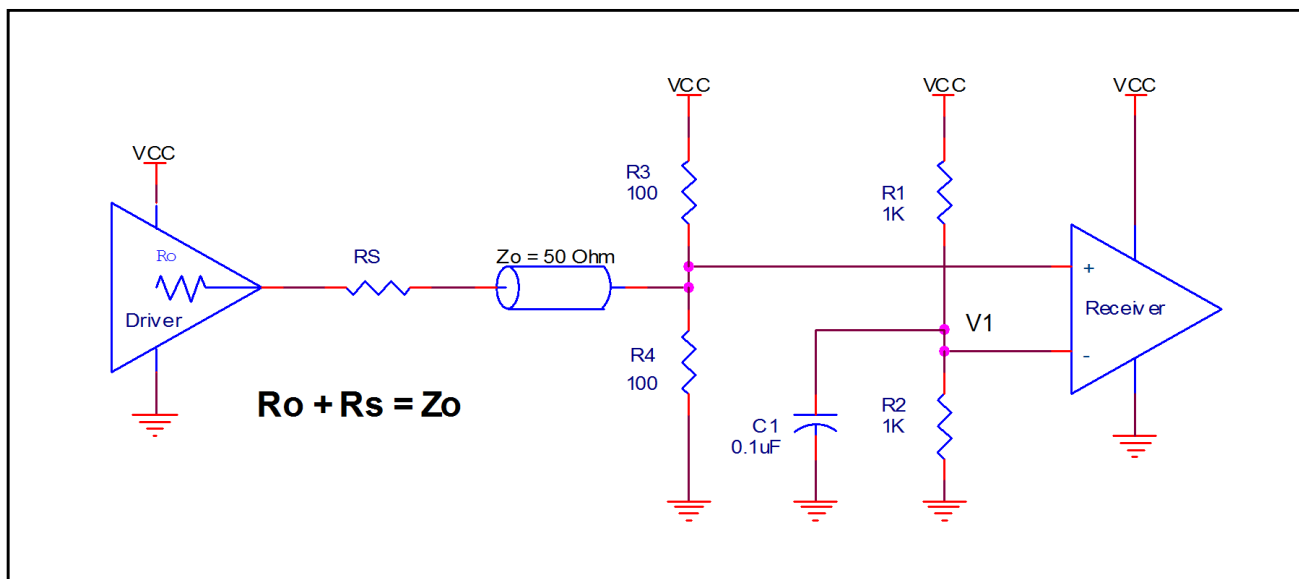 VCC
VCC
VCC
VCC
R3
100
R1
1K
Ro
RS
Zo = 50 Ohm
+
Driver
Receiver
V1
-
R4
100
Ro + Rs = Zo
R2
1K
C1
0.1uF